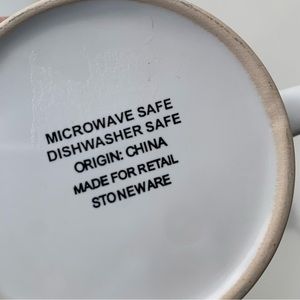 MICROWAVE SAFE
DISHWASHER SAFE
ORIGIN: CHINA
MADE FOR RETAIL
STONEWARE